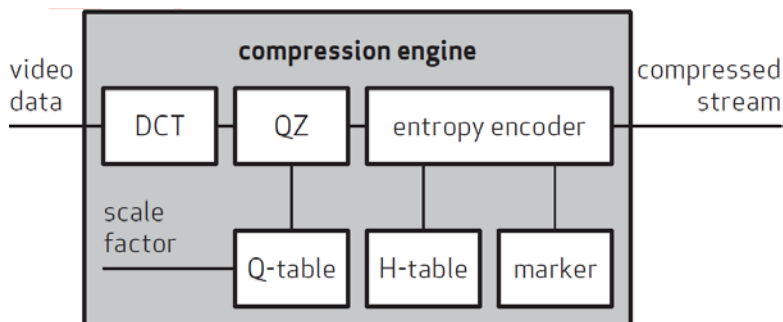 compression engine
video
data
compressed
stream
DCT
QZ
entropy encoder
scale
factor
Q-table
H-table
marker